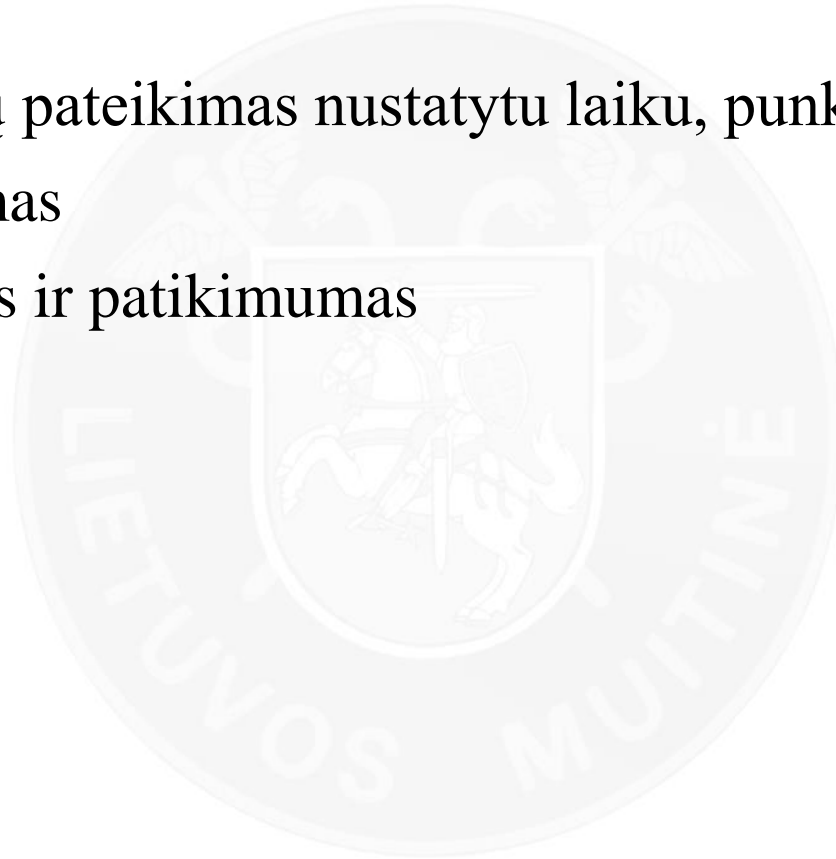 ų pateikimas nustatytu laiku, punk
nas
s ir patikimumas
LIETUVOS MUITINĖ